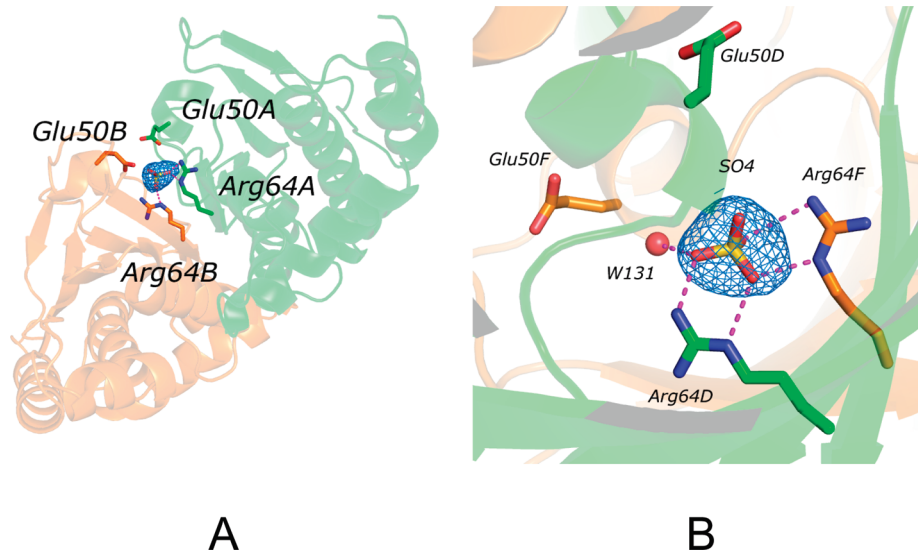 Glu50A
Glu50B
Arg64A
Arg64B
Glu50D
Glu50F
SO4
Arg64F
W131
Arg64D
A
B